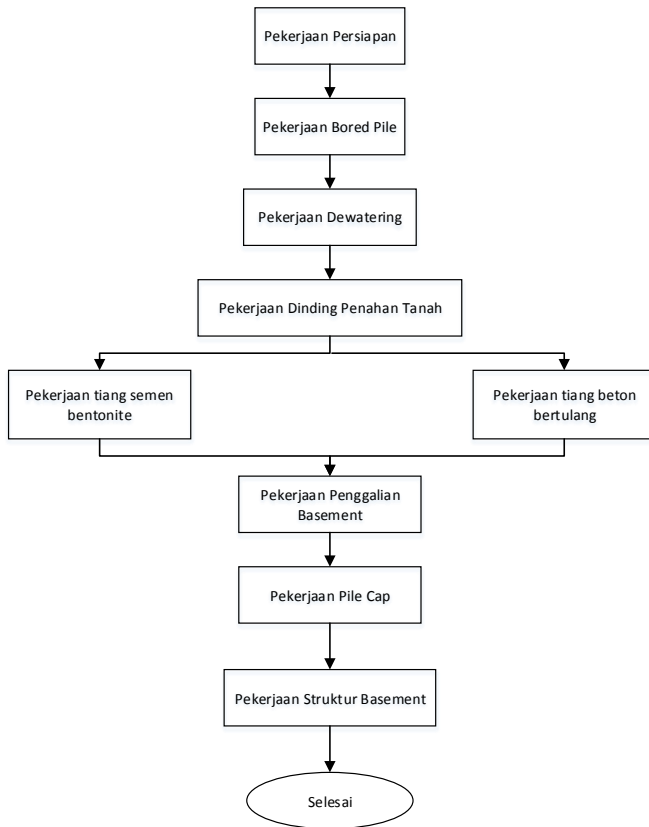 Pekerjaan Persiapan
Pekerjaan Bored Pile
Pekerjaan Dewatering
Pekerjaan Dinding Penahan Tanah
Pekerjaan tiang semen
bentonite
Pekerjaan tiang beton
bertulang
Pekerjaan Penggalian
Basement
Pekerjaan Pile Cap
Pekerjaan Struktur Basement
Selesai